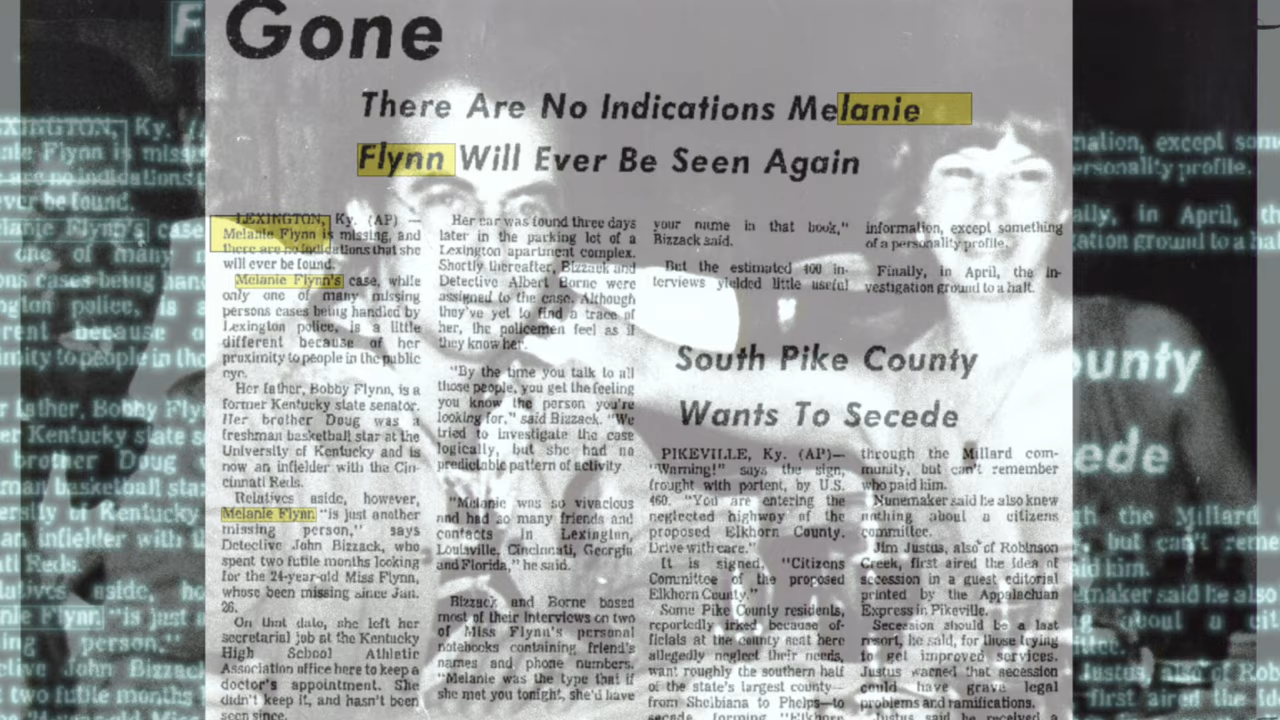 Gone
There Are No Indications Melanie
Flynn Will Ever Be Seen Again
LEXINGTON, Ky. (AP) —
Melanie Flynn is missing, and
there are no indications that she
will ever be found.
Melanie Flynn's case, while
only one of many missing
persons cases being handled by
Lexington police, is a little
different because of her
proximity to people in the public
eye.
Her father, Bobby Flynn, is a
former Kentucky state senator.
Her brother Doug was a
freshman basketball star at the
University of Kentucky and is
now an infielder with the Cin-
cinnati Reds.
Relatives aside, however,
Melanie Flynn "is just another
missing person," says
Detective John Bizzack, who
spent two futile months looking
for the 24-year-old Miss Flynn,
whose been missing since Jan.
26.
On that date, she left her
secretarial job at the Kentucky
High School Athletic
Association office here to keep a
doctor's appointment. She
didn't keep it, and hasn't been
seen since.
Her car was found three days
later in the parking lot of a
Lexington apartment complex.
Shortly thereafter, Bizzack and
Detective Albert Borne were
assigned to the case. Although
they've yet to find a trace of
her, the policemen feel as if
they know her.
"By the time you talk to all
those people, you get the feeling
you know the person you're
looking for," said Bizzack. "We
tried to investigate the case
logically, but she had no
predictable pattern of activity
"Melanie was so vivacious
and had so many friends and
contacts in Lexington,
Louisville, Cincinnati, Georgia
and Florida," he said.
Bizzack and Borne based
most of their interviews on two
of Miss Flynn's personal
notebooks containing friend's
names and phone numbers.
"Melanie was the type that if
she met you tonight, she'd have
your name in that book,"
Bizzack said.
But the estimated 400 in-
terviews yielded little useful
information, except something
of a personality profile.
Finally, in April, the in-
vestigation ground to a halt.
South Pike County
Wants To Secede
PIKEVILLE, Ky. (AP)—
"Warning!" says the sign,
frought with portent, by U.S.
460. "You are entering the
neglected highway of the
proposed Elkhorn County.
Drive with care."
It is signed, "Citizens
Committee of the proposed
Elkhorn County."
Some Pike County residents,
reportedly irked because of-
ficials at the county seat here
allegedly neglect their needs,
want roughly the southern half
of the state's largest county—
from Shelbiana to Phelps—to
secede, forming "Elkhorn
through the Millard com-
munity, but can't remember
who paid him.
Nunemaker said he also knew
nothing about a citizens
committee.
Jim Justus, also of Robinson
Creek, first aired the idea of
secession in a guest editorial
printed by the Appalachian
Express in Pikeville.
Secession should be a last
resort, he said, for those trying
to get improved services.
Justus warned that secession
could have grave legal
problems and ramifications.
Justus said he received a